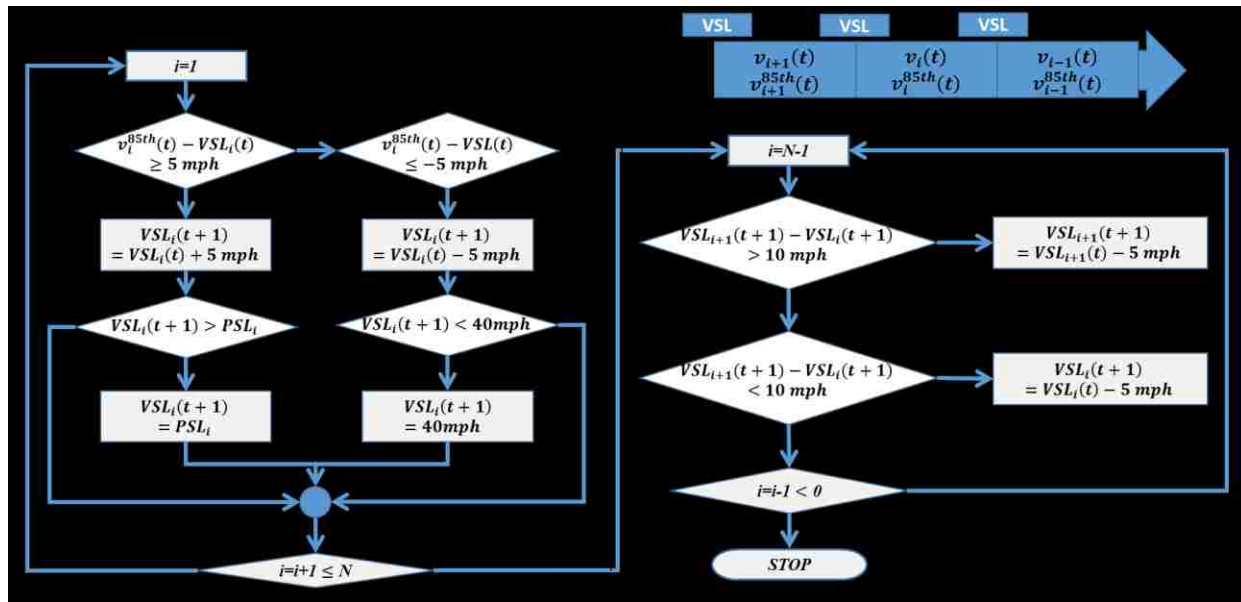 i=1
v_i^{85th}(t) − VSL_i(t)
≥ 5 mph
v_i^{85th}(t) − VSL(t)
≤ −5 mph
VSL_i(t + 1)
= VSL_i(t) + 5 mph
VSL_i(t + 1)
= VSL_i(t) − 5 mph
VSL_i(t + 1) > PSL_i
VSL_i(t + 1) < 40mph
VSL_i(t + 1)
= PSL_i
VSL_i(t + 1)
= 40mph
i=i+1 ≤ N
VSL
VSL
VSL
v_{i+1}(t)
v_{i+1}^{85th}(t)
v_i(t)
v_i^{85th}(t)
v_{i−1}(t)
v_{i−1}^{85th}(t)
i=N-1
VSL_{i+1}(t + 1) − VSL_i(t + 1)
> 10 mph
VSL_{i+1}(t + 1)
= VSL_{i+1}(t) − 5 mph
VSL_{i+1}(t + 1) − VSL_i(t + 1)
< 10 mph
VSL_i(t + 1)
= VSL_i(t) − 5 mph
i=i-1 < 0
STOP